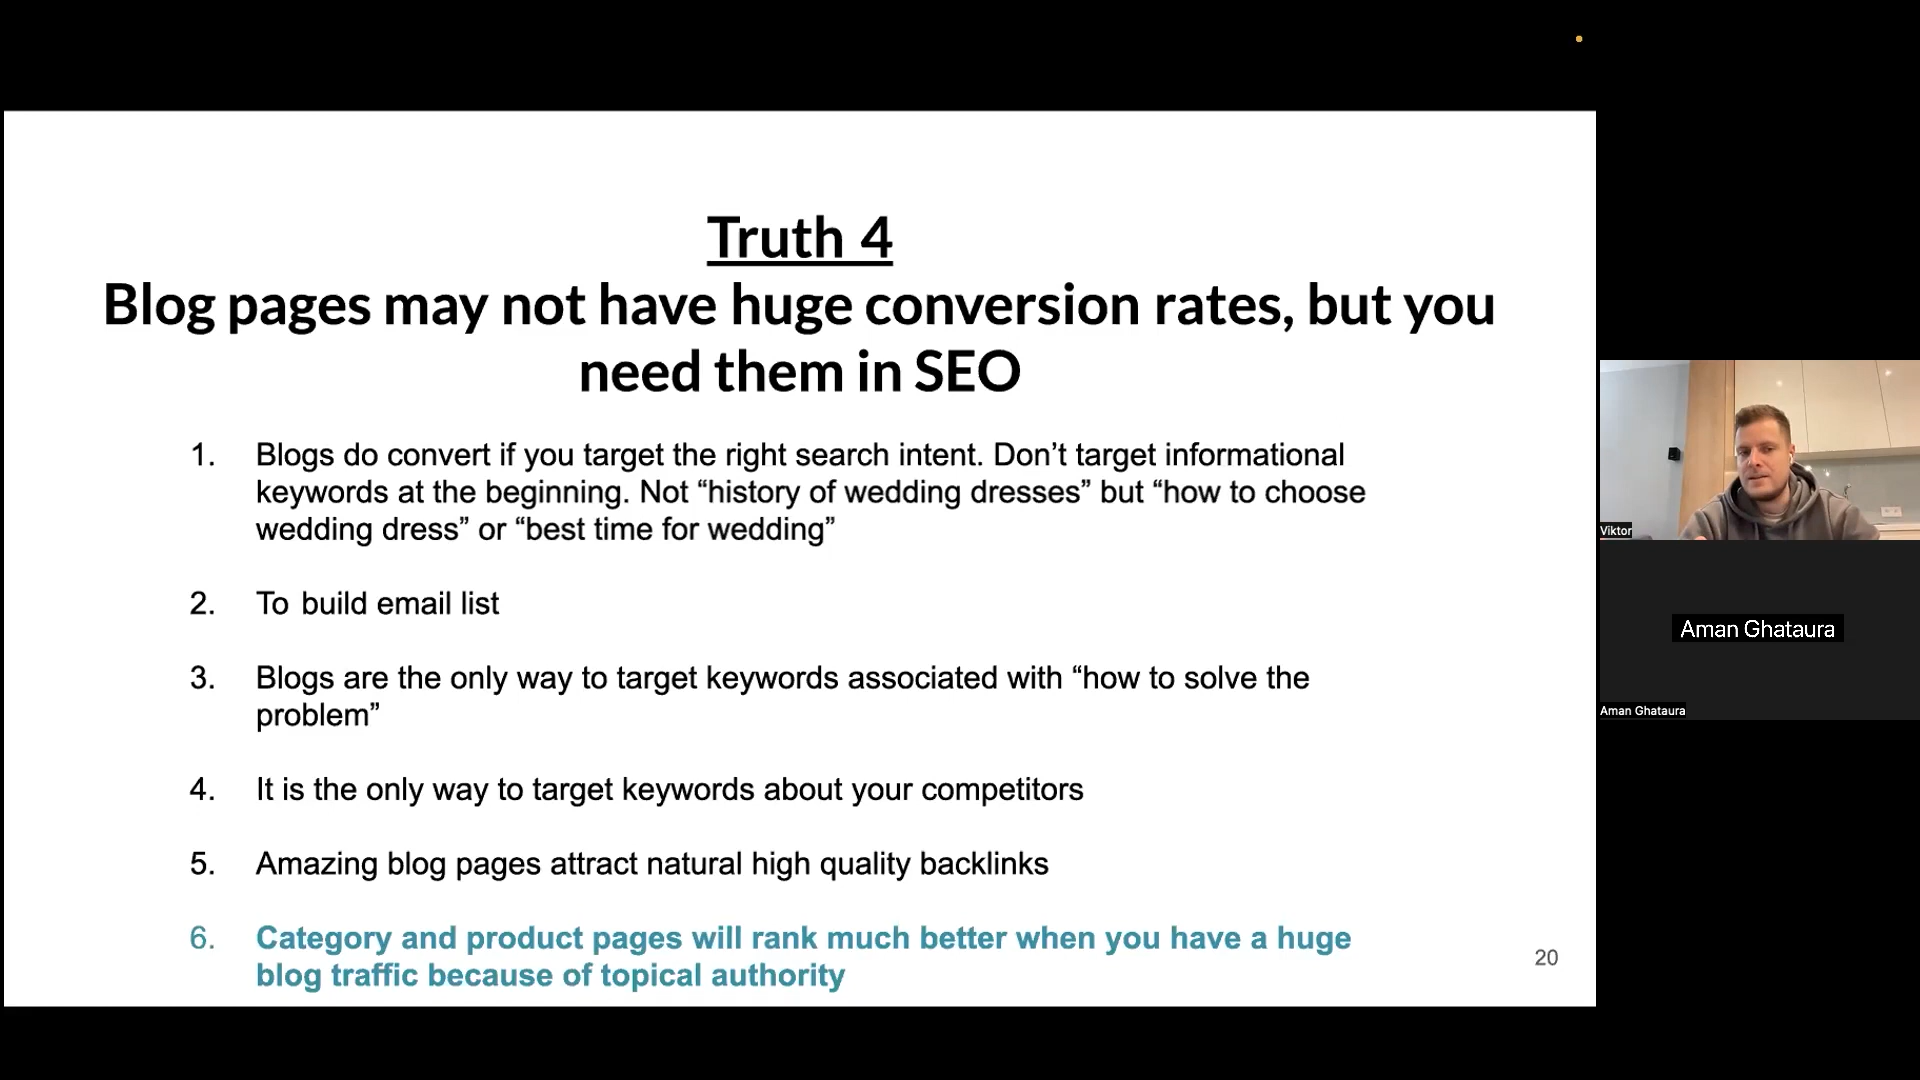 Truth 4
Blog pages may not have huge conversion rates, but you
need them in SEO
1. Blogs do convert if you target the right search intent. Don’t target informational
keywords at the beginning. Not “history of wedding dresses” but “how to choose
wedding dress” or “best time for wedding”
2. To build email list
3. Blogs are the only way to target keywords associated with “how to solve the
problem”
4. It is the only way to target keywords about your competitors
5. Amazing blog pages attract natural high quality backlinks
6. Category and product pages will rank much better when you have a huge
blog traffic because of topical authority
20
Viktor
Aman Ghataura
Aman Ghataura